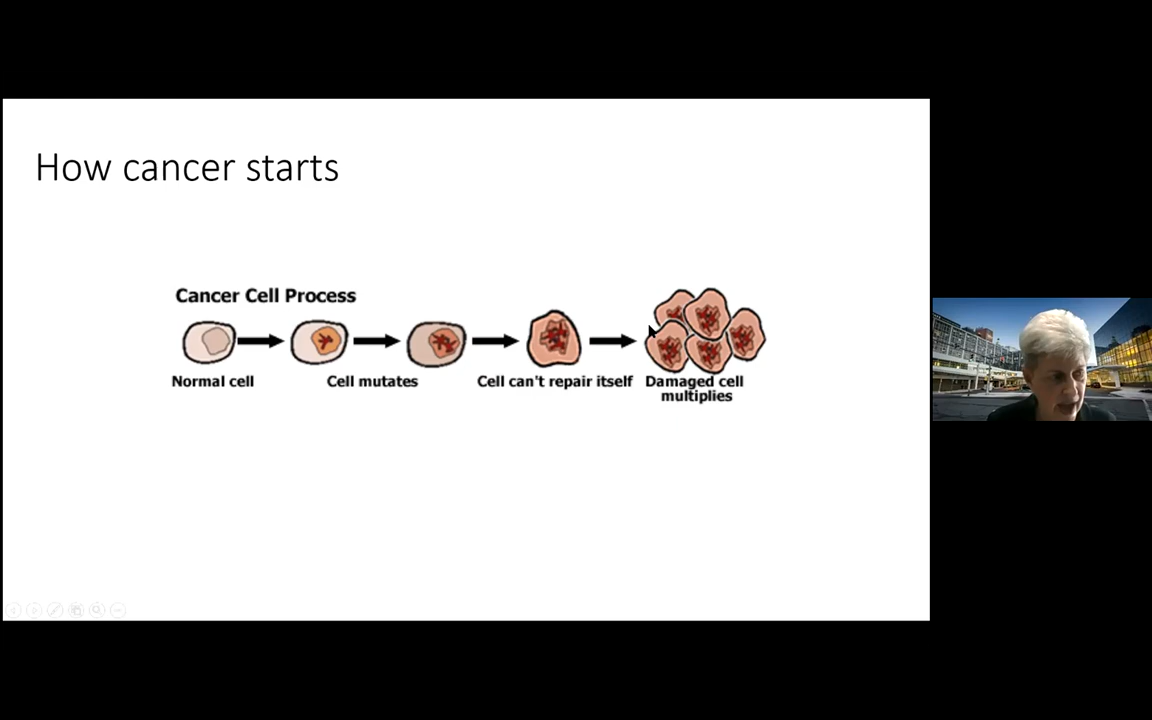 How cancer starts
Cancer Cell Process
Normal cell
Cell mutates
Cell can't repair itself
Damaged cell
multiplies